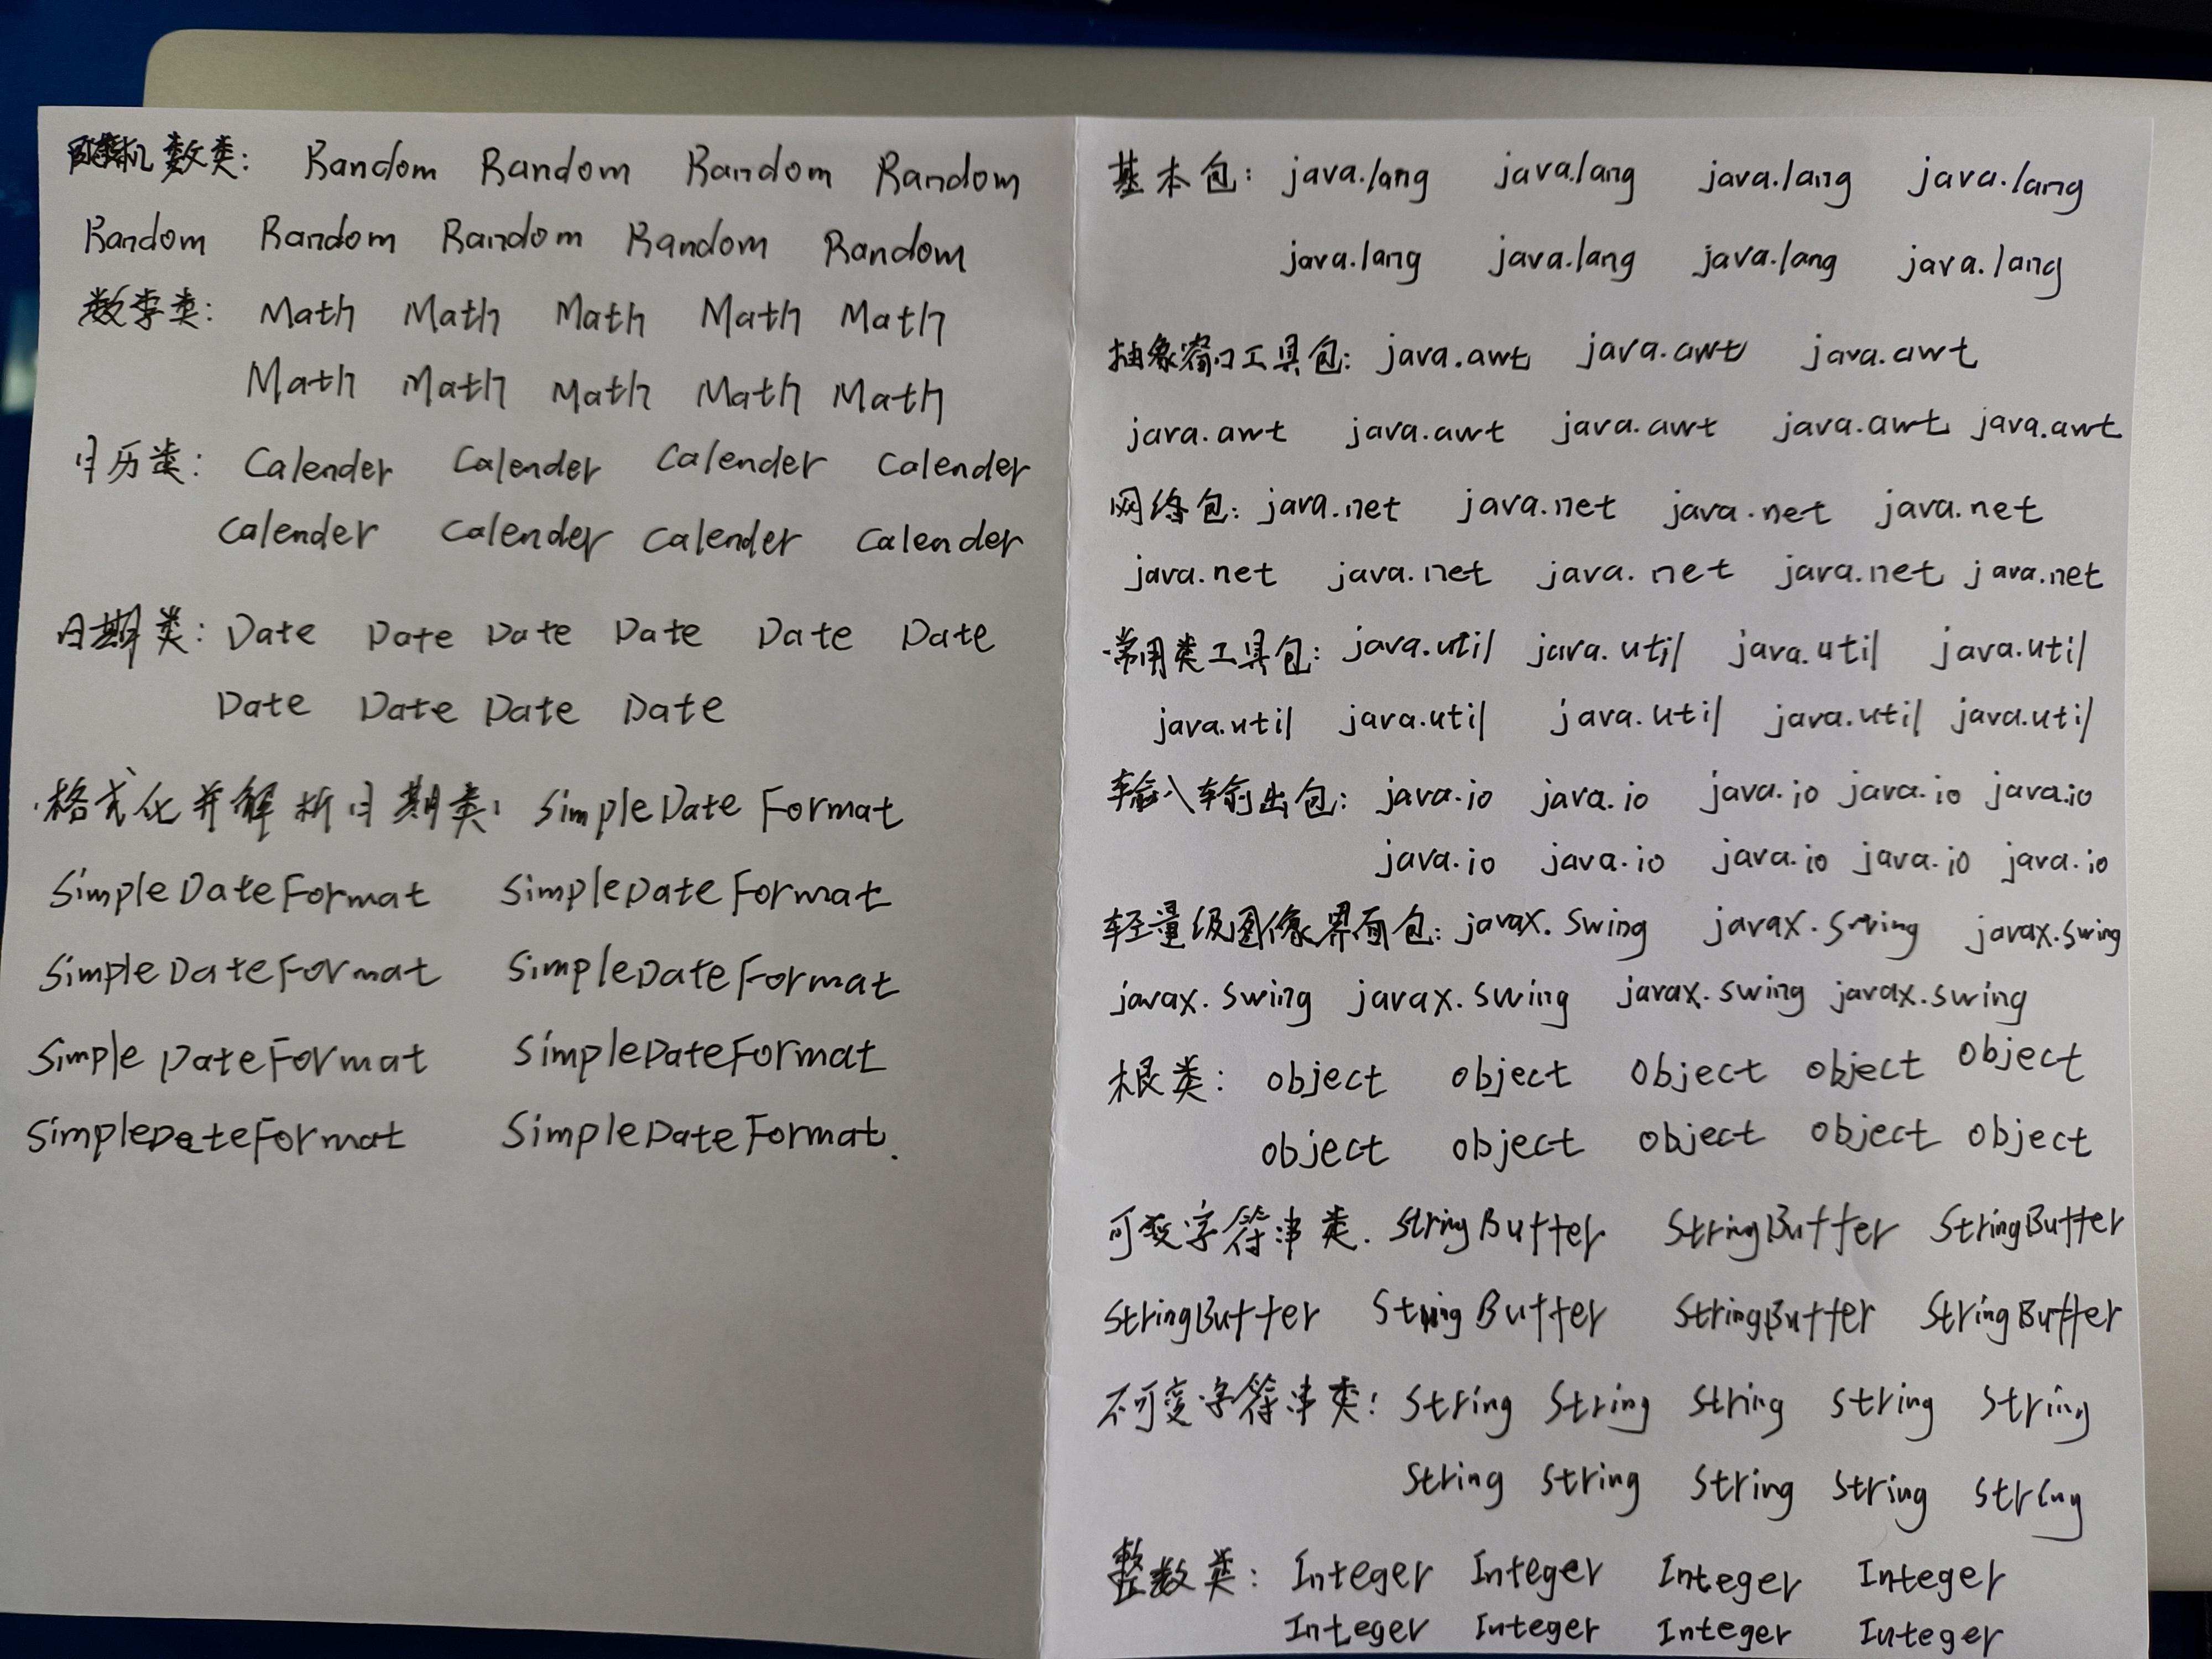 随机数类: Random Random Random Random
Random Random Random Random Random
数学类: Math Math Math Math Math
Math Math Math Math Math
日历类: Calender Calender Calender Calender
Calender Calender Calender Calender
日期类: Date Date Date Date Date Date
Date Date Date Date
格式化并解析日期类: SimpleDateFormat
SimpleDateFormat SimpleDateFormat
SimpleDateFormat SimpleDateFormat
SimpleDateFormat SimpleDateFormat
SimpleDateFormat SimpleDateFormat.
基本包: java.lang java.lang java.lang java.lang
java.lang java.lang java.lang java.lang
抽象窗口工具包: java.awt java.awt java.awt
java.awt java.awt java.awt java.awt java.awt
网络包: java.net java.net java.net java.net
java.net java.net java.net java.net java.net
常用类工具包: java.util java.util java.util java.util
java.util java.util java.util java.util java.util
输入输出包: java.io java.io java.io java.io java.io
java.io java.io java.io java.io java.io
轻量级图像界面包: javax.swing javax.swing javax.swing
javax.swing javax.swing javax.swing javax.swing
根类: object object object object object
object object object object object
可变字符串类. StringBuffer StringBuffer StringBuffer
StringBuffer StringBuffer StringBuffer StringBuffer
不可变字符串类: String String String String String
String String String String String
整数类: Integer Integer Integer Integer
Integer Integer Integer Integer